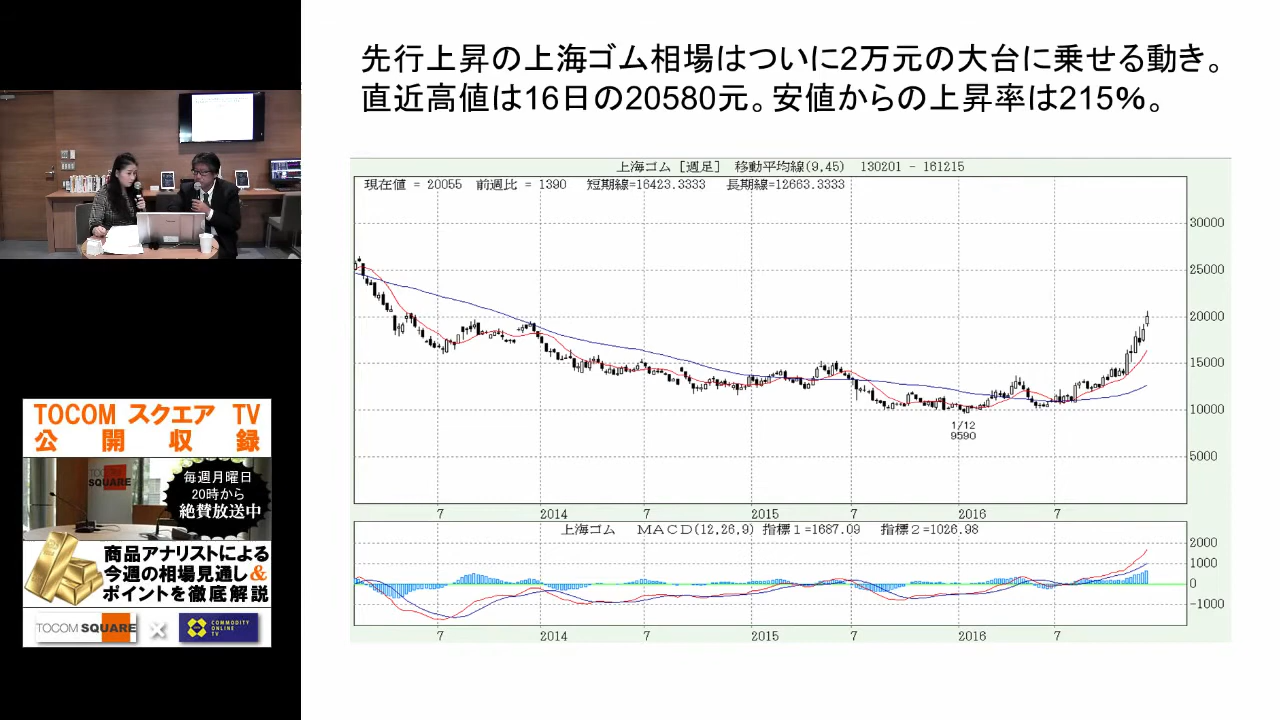 先行上昇の上海ゴム相場はついに2万元の大台に乗せる動き。
直近高値は16日の20580元。安値からの上昇率は215%。
上海ゴム [週足] 移動平均線(9,45) 130201 - 161215
現在値 = 20055 前週比 = 1390 短期線=16423.3333 長期線=12663.3333
30000
25000
20000
15000
10000
5000
1/12
9590
7 2014 7 2015 7 2016 7
上海ゴム MACD(12,26,9) 指標1=1687.09 指標2=1026.98
2000
1000
0
-1000
7 2014 7 2015 7 2016 7
TOCOM スクエア TV
公開収録
TOCOM
SQUARE
毎週月曜日
20時から
絶賛放送中
商品アナリストによる
今週の相場見通し&
ポイントを徹底解説
TOCOM SQUARE × COMMODITY ONLINE TV